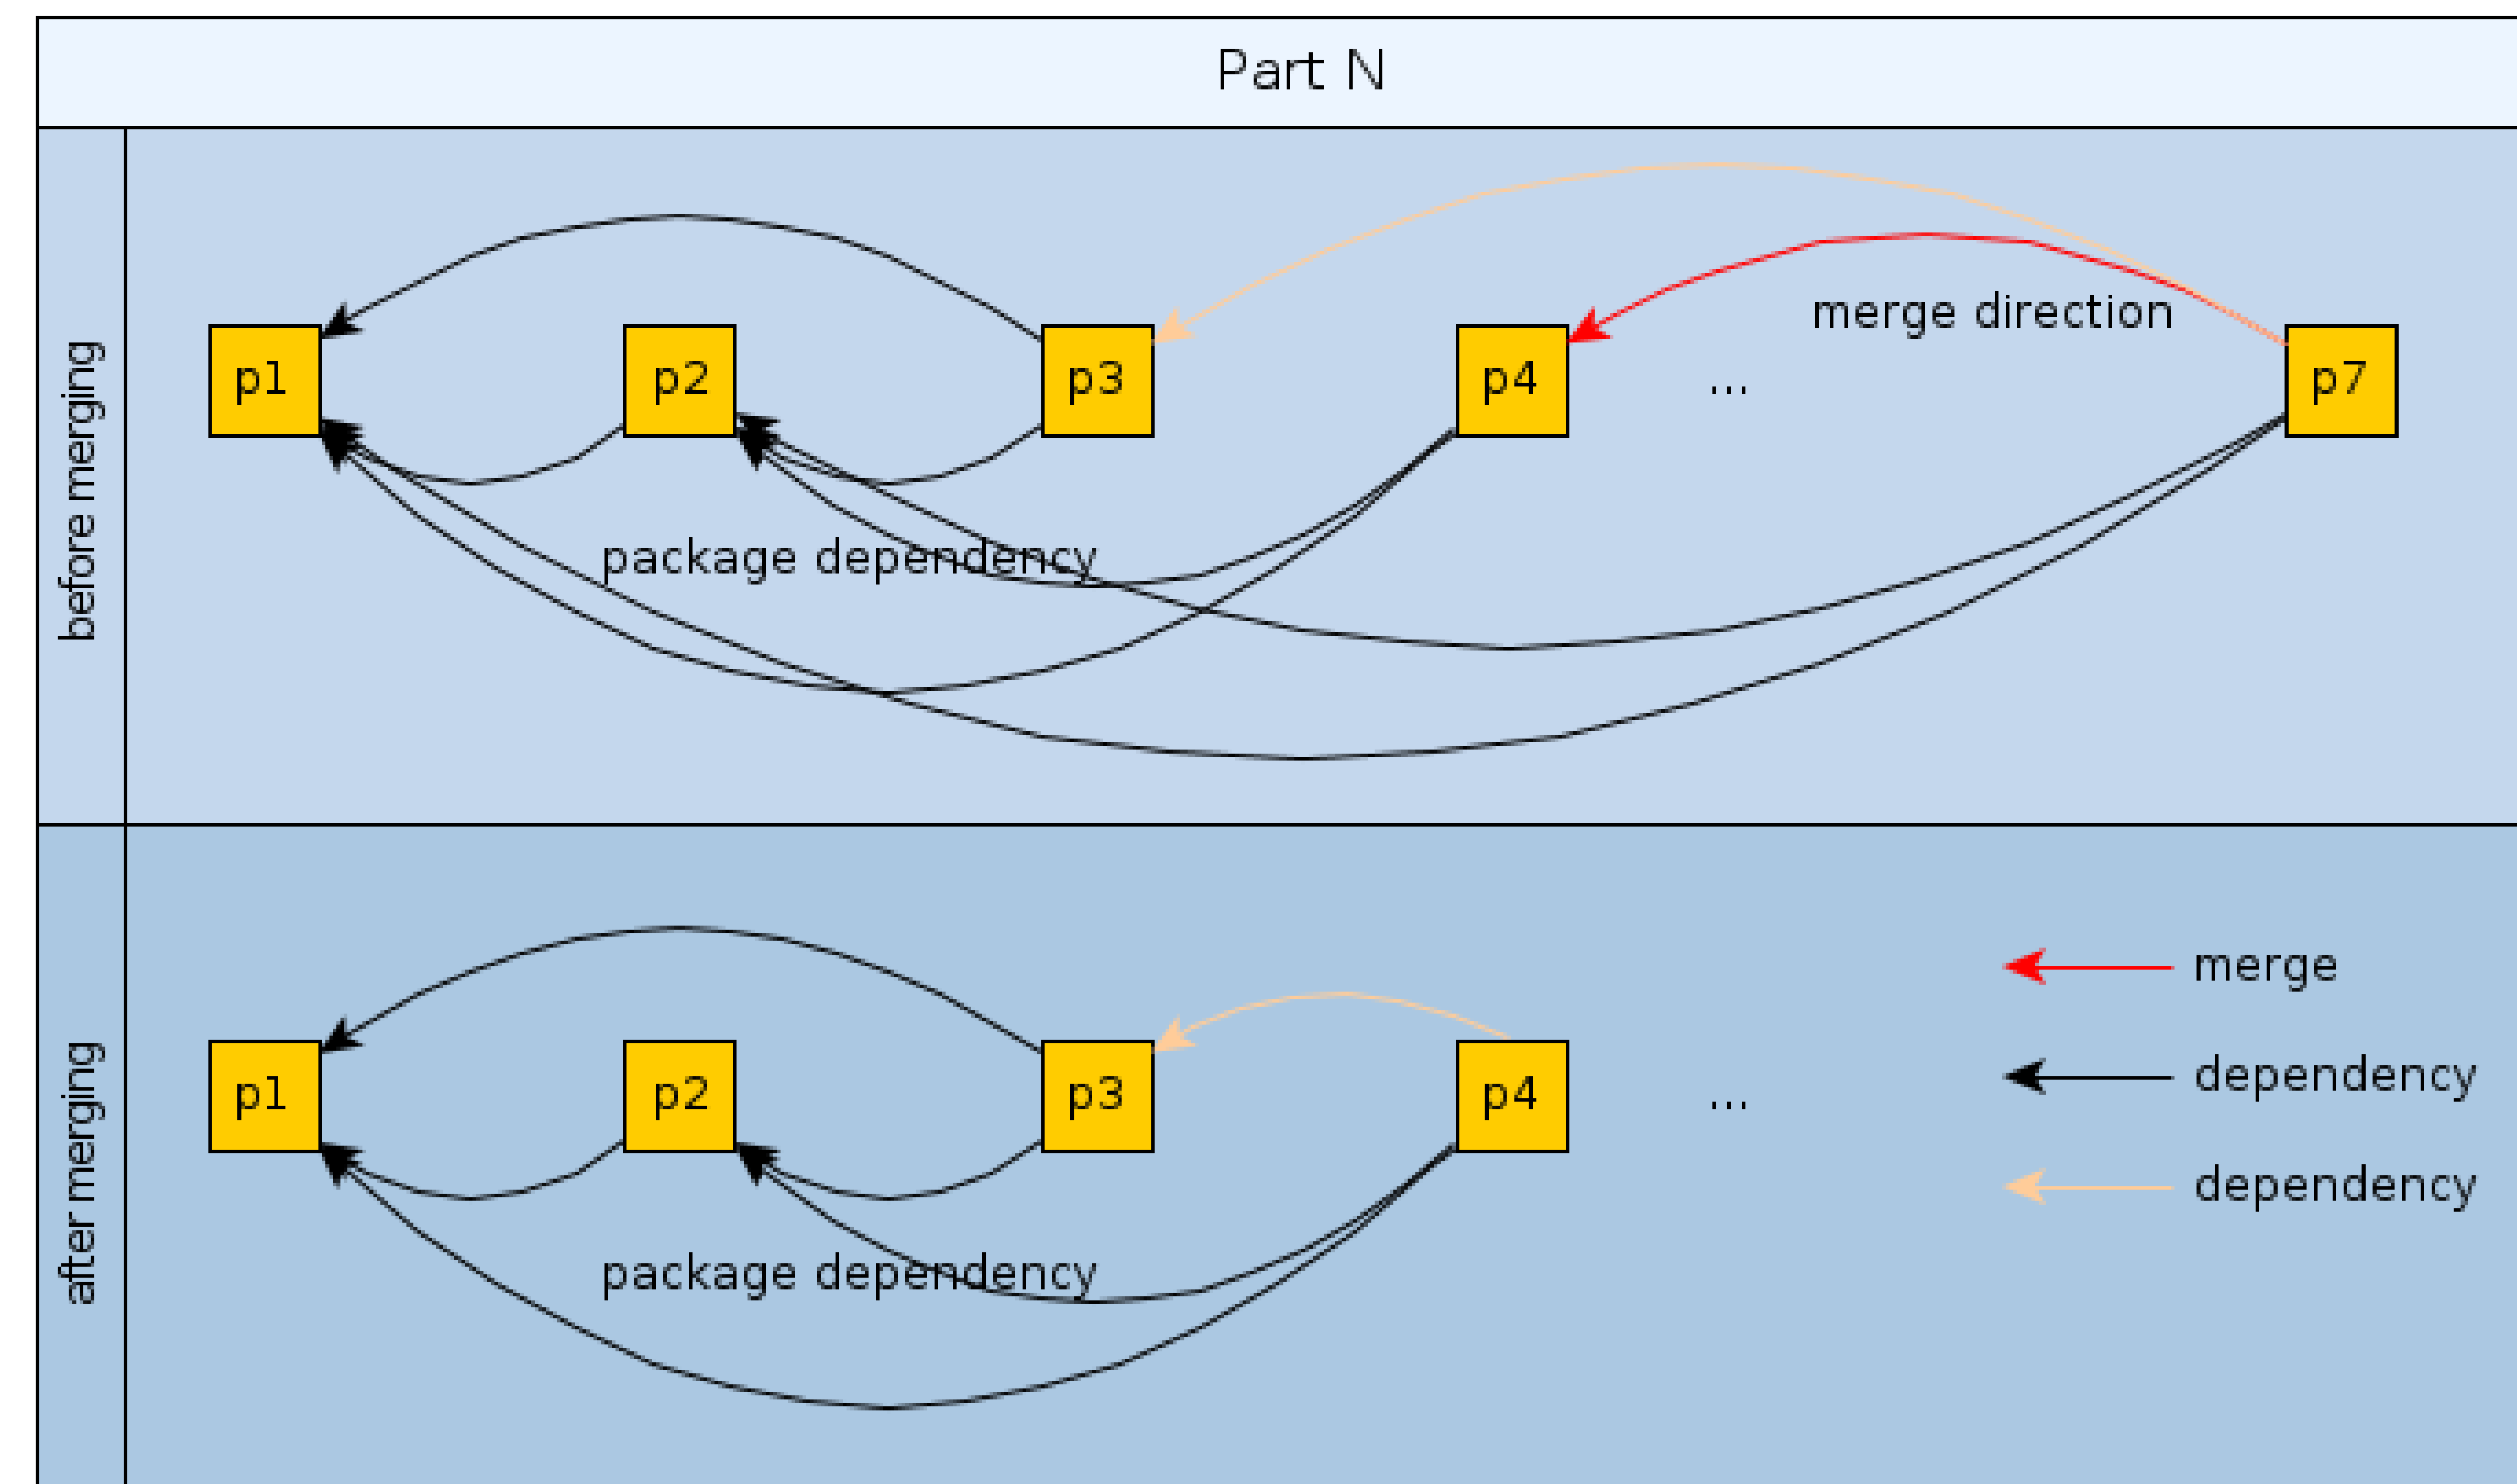 Part N
before merging
merge direction
p1
p2
p3
p4
...
p7
package dependency
after merging
merge
dependency
dependency
p1
p2
p3
p4
...
package dependency